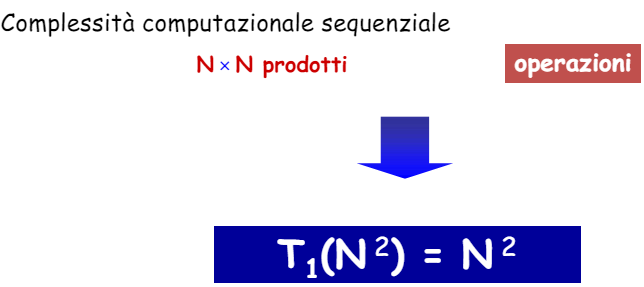 Complessità computazionale sequenziale
N × N prodotti operazioni
T₁(N²) = N²